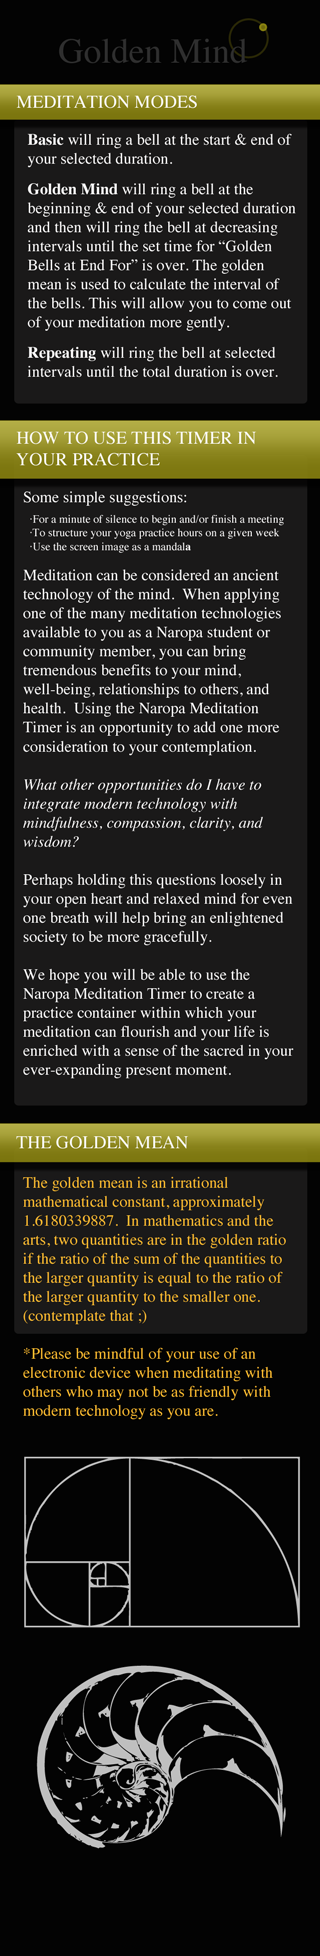 Golden Mind
MEDITATION MODES
Basic will ring a bell at the start & end of
your selected duration.
Golden Mind will ring a bell at the
beginning & end of your selected duration
and then will ring the bell at decreasing
intervals until the set time for “Golden
Bells at End For” is over. The golden
mean is used to calculate the interval of
the bells. This will allow you to come out
of your meditation more gently.
Repeating will ring the bell at selected
intervals until the total duration is over.
HOW TO USE THIS TIMER IN
YOUR PRACTICE
Some simple suggestions:
·For a minute of silence to begin and/or finish a meeting
·To structure your yoga practice hours on a given week
·Use the screen image as a mandala
Meditation can be considered an ancient
technology of the mind. When applying
one of the many meditation technologies
available to you as a Naropa student or
community member, you can bring
tremendous benefits to your mind,
well-being, relationships to others, and
health. Using the Naropa Meditation
Timer is an opportunity to add one more
consideration to your contemplation.
What other opportunities do I have to
integrate modern technology with
mindfulness, compassion, clarity, and
wisdom?
Perhaps holding this questions loosely in
your open heart and relaxed mind for even
one breath will help bring an enlightened
society to be more gracefully.
We hope you will be able to use the
Naropa Meditation Timer to create a
practice container within which your
meditation can flourish and your life is
enriched with a sense of the sacred in your
ever-expanding present moment.
THE GOLDEN MEAN
The golden mean is an irrational
mathematical constant, approximately
1.6180339887. In mathematics and the
arts, two quantities are in the golden ratio
if the ratio of the sum of the quantities to
the larger quantity is equal to the ratio of
the larger quantity to the smaller one.
(contemplate that ;)
*Please be mindful of your use of an
electronic device when meditating with
others who may not be as friendly with
modern technology as you are.